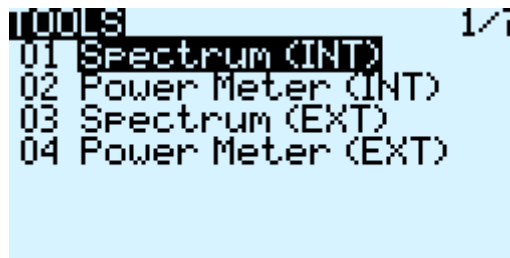 TOOLS 1/7
01 Spectrum (INT)
02 Power Meter (INT)
03 Spectrum (EXT)
04 Power Meter (EXT)